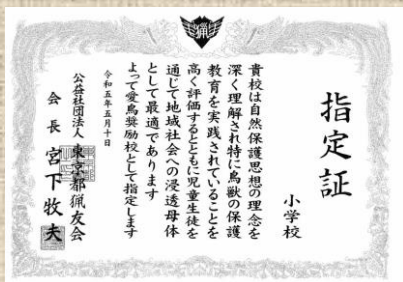 猟
指定証
小学校
貴校は自然保護思想の理念を
深く理解され特に鳥獣の保護
教育を実践されていることを
高く評価するとともに児童生徒を
通じて地域社会への浸透母体
として最適であります
よって愛鳥奨励校として指定します
令和五年五月十日
公益社団法人 東京都猟友会
会長 宮下牧夫